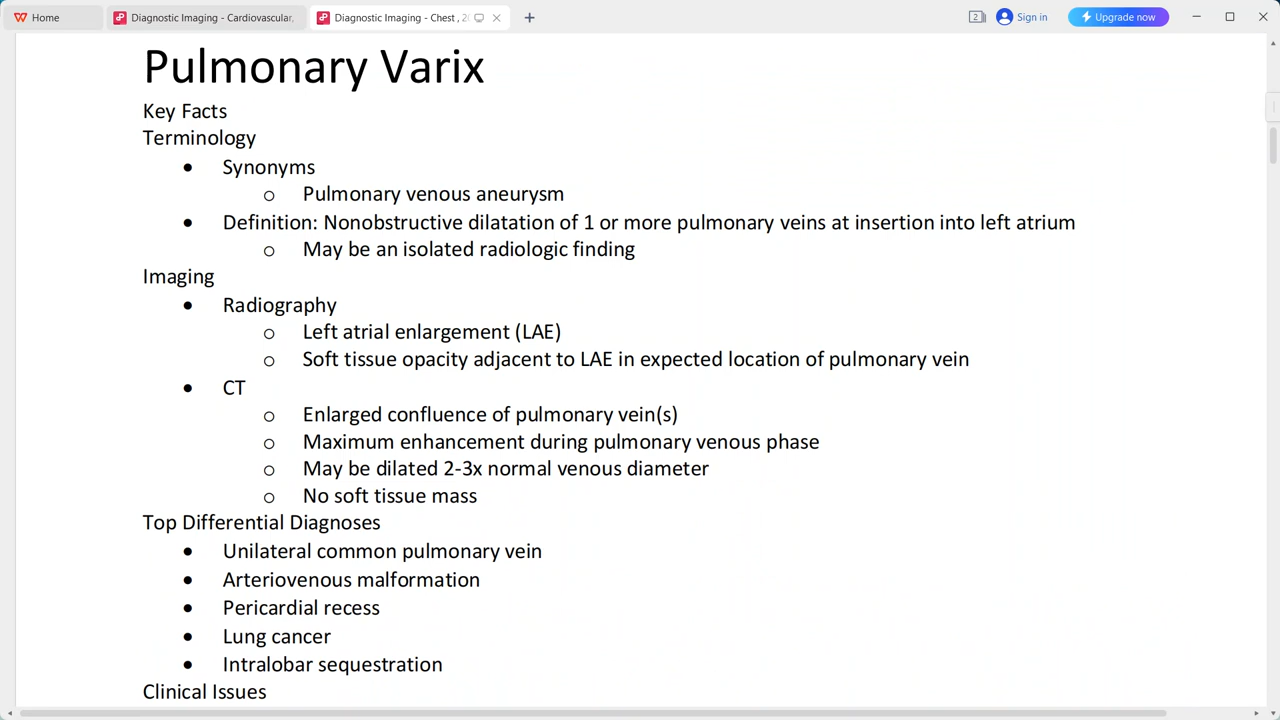 Home
Diagnostic Imaging - Cardiovascular,
Diagnostic Imaging - Chest , 20
2
Sign in
Upgrade now
Pulmonary Varix
Key Facts
Terminology
• Synonyms
o Pulmonary venous aneurysm
• Definition: Nonobstructive dilatation of 1 or more pulmonary veins at insertion into left atrium
o May be an isolated radiologic finding
Imaging
• Radiography
o Left atrial enlargement (LAE)
o Soft tissue opacity adjacent to LAE in expected location of pulmonary vein
• CT
o Enlarged confluence of pulmonary vein(s)
o Maximum enhancement during pulmonary venous phase
o May be dilated 2-3x normal venous diameter
o No soft tissue mass
Top Differential Diagnoses
• Unilateral common pulmonary vein
• Arteriovenous malformation
• Pericardial recess
• Lung cancer
• Intralobar sequestration
Clinical Issues